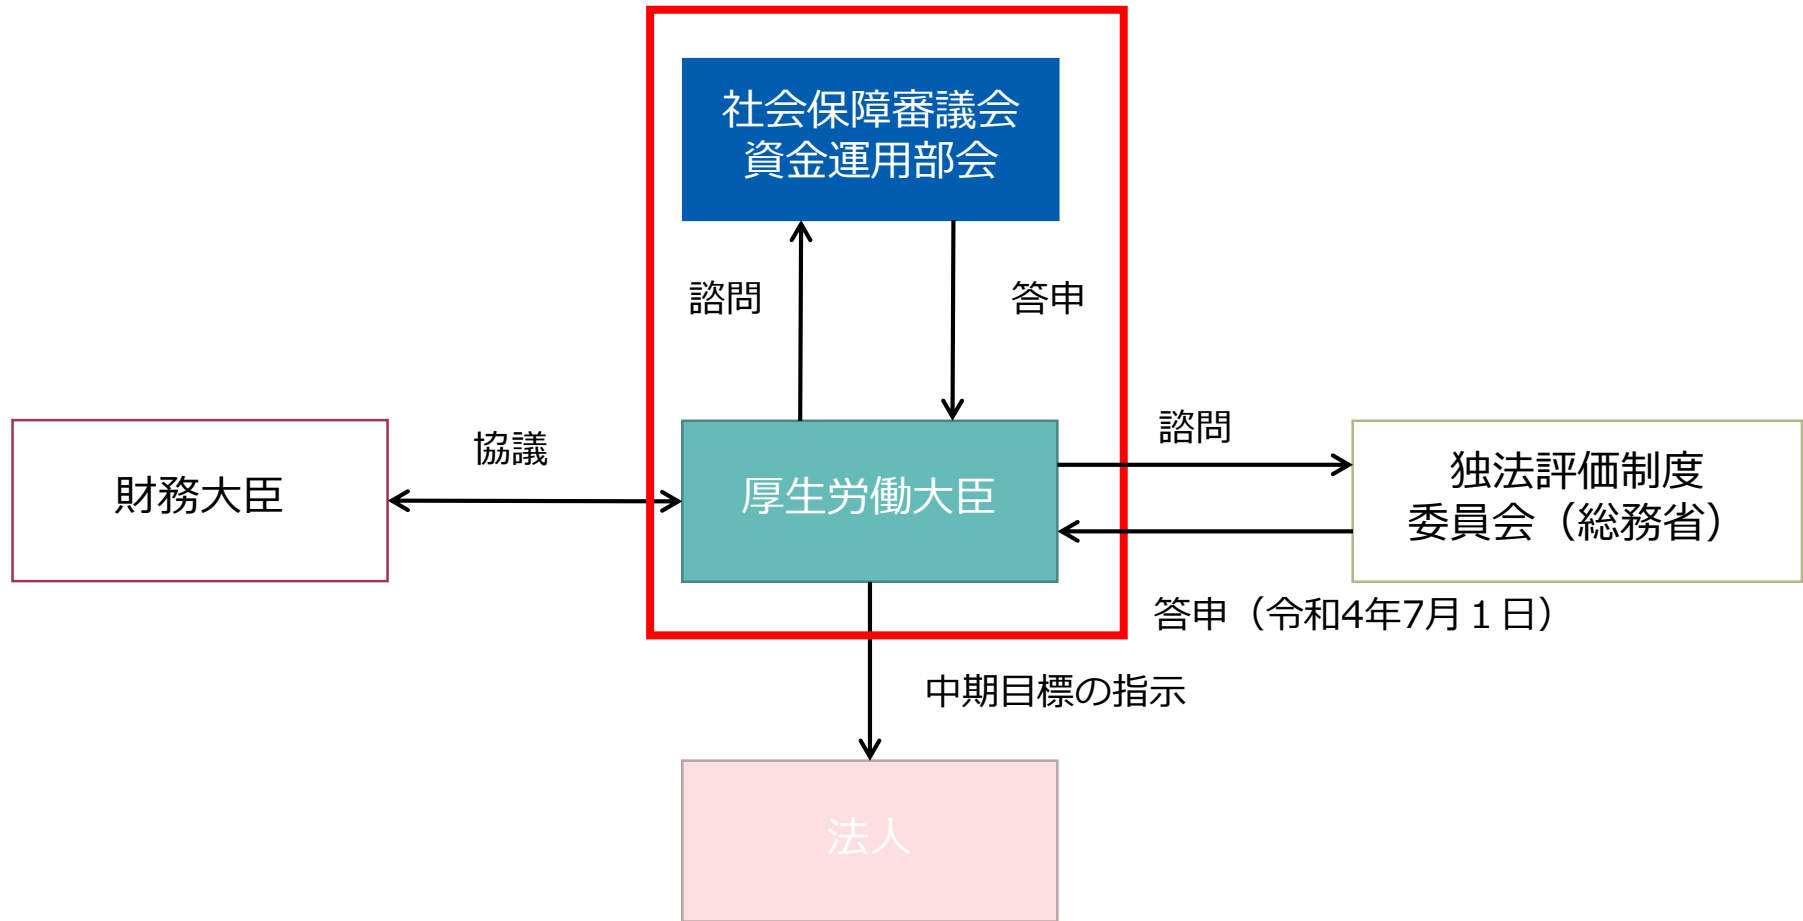 社会保障審議会
資金運用部会
諮問
答申
協議
諮問
財務大臣
厚生労働大臣
独法評価制度
委員会（総務省）
答申（令和4年7月１日）
中期目標の指示
法人